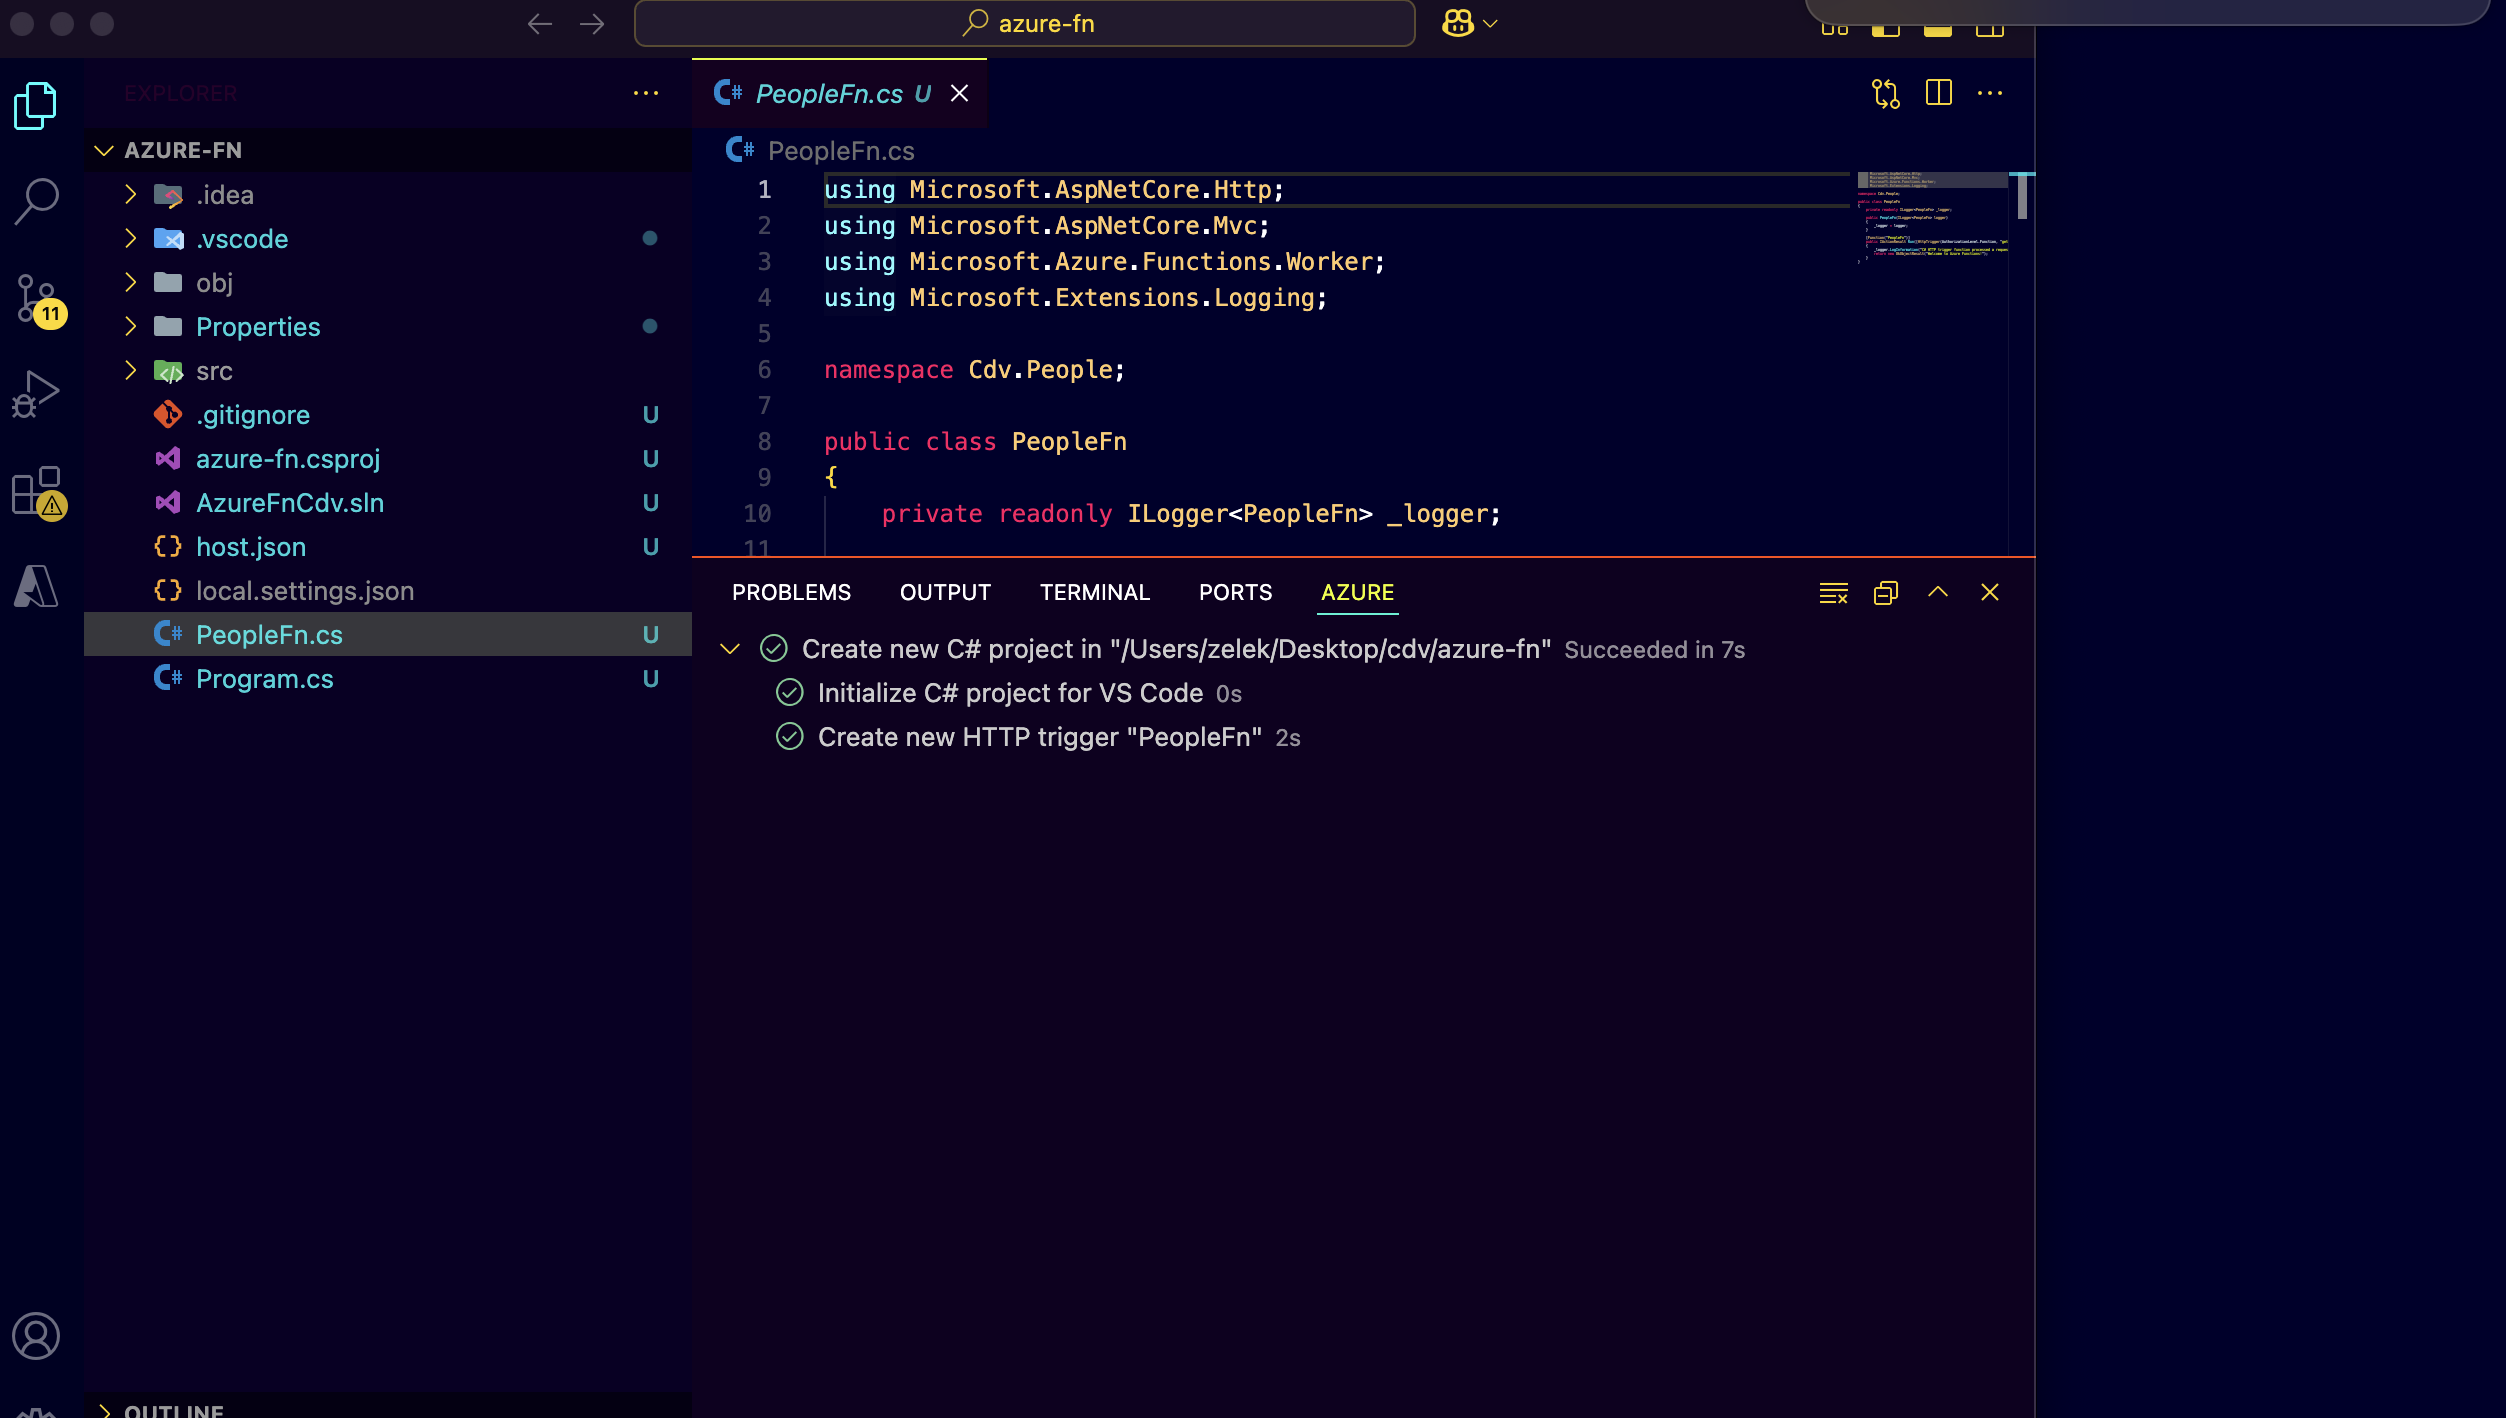 azure-fn
EXPLORER
AZURE-FN
.idea
.vscode
obj
Properties
src
.gitignore U
azure-fn.csproj U
AzureFnCdv.sln U
host.json U
local.settings.json
PeopleFn.cs U
Program.cs U
OUTLINE
11
PeopleFn.cs U
PeopleFn.cs
1 using Microsoft.AspNetCore.Http;
2 using Microsoft.AspNetCore.Mvc;
3 using Microsoft.Azure.Functions.Worker;
4 using Microsoft.Extensions.Logging;
5
6 namespace Cdv.People;
7
8 public class PeopleFn
9 {
10 private readonly ILogger<PeopleFn> _logger;
11
PROBLEMS OUTPUT TERMINAL PORTS AZURE
Create new C# project in "/Users/zelek/Desktop/cdv/azure-fn" Succeeded in 7s
Initialize C# project for VS Code 0s
Create new HTTP trigger "PeopleFn" 2s